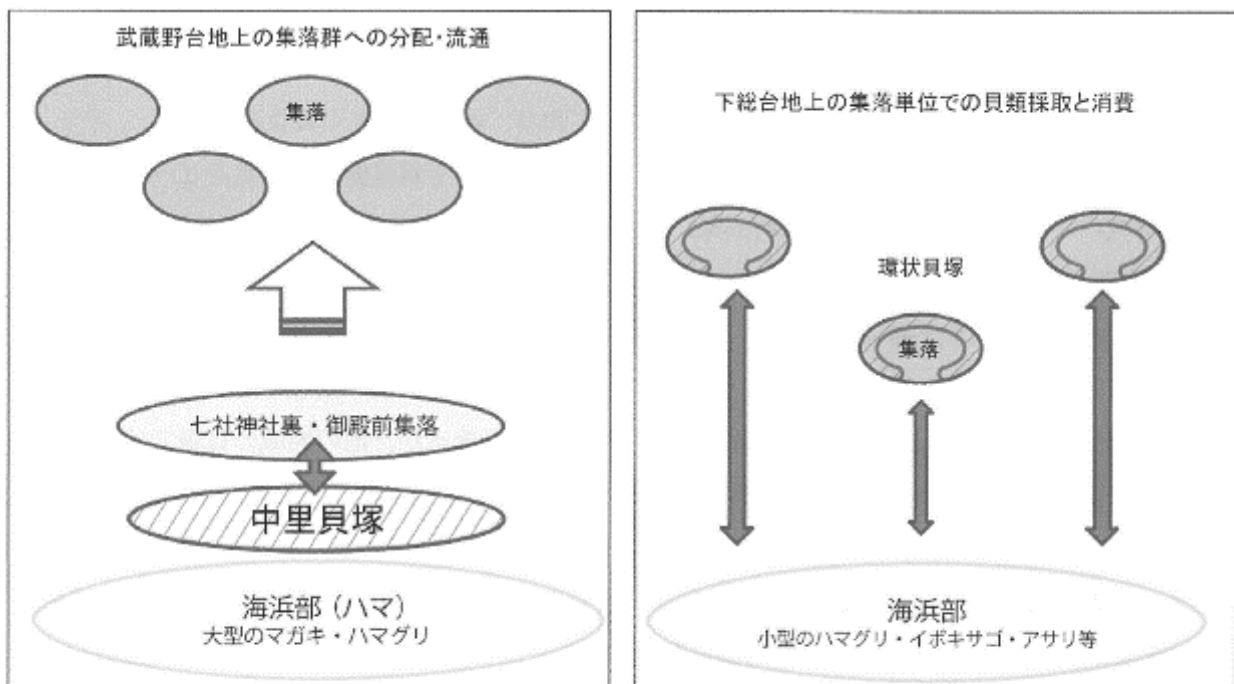 武蔵野台地上の集落群への分配・流通
集落
七社神社裏・御殿前集落
中里貝塚
海浜部(ハマ)
大型のマガキ・ハマグリ
下総台地上の集落単位での貝類採取と消費
環状貝塚
集落
海浜部
小型のハマグリ・イボキサゴ・アサリ等